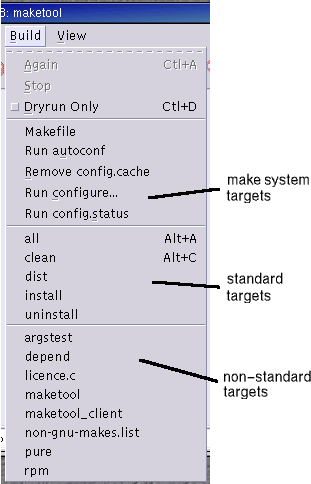 8: maketool
Build View
Again Ctl+A
Stop
Dryrun Only Ctl+D
Makefile
Run autoconf
Remove config.cache
Run configure...
Run config.status
make system
targets
all Alt+A
clean Alt+C
dist
install
uninstall
standard
targets
argstest
depend
licence.c
maketool
maketool_client
non-gnu-makes.list
pure
rpm
non-standard
targets